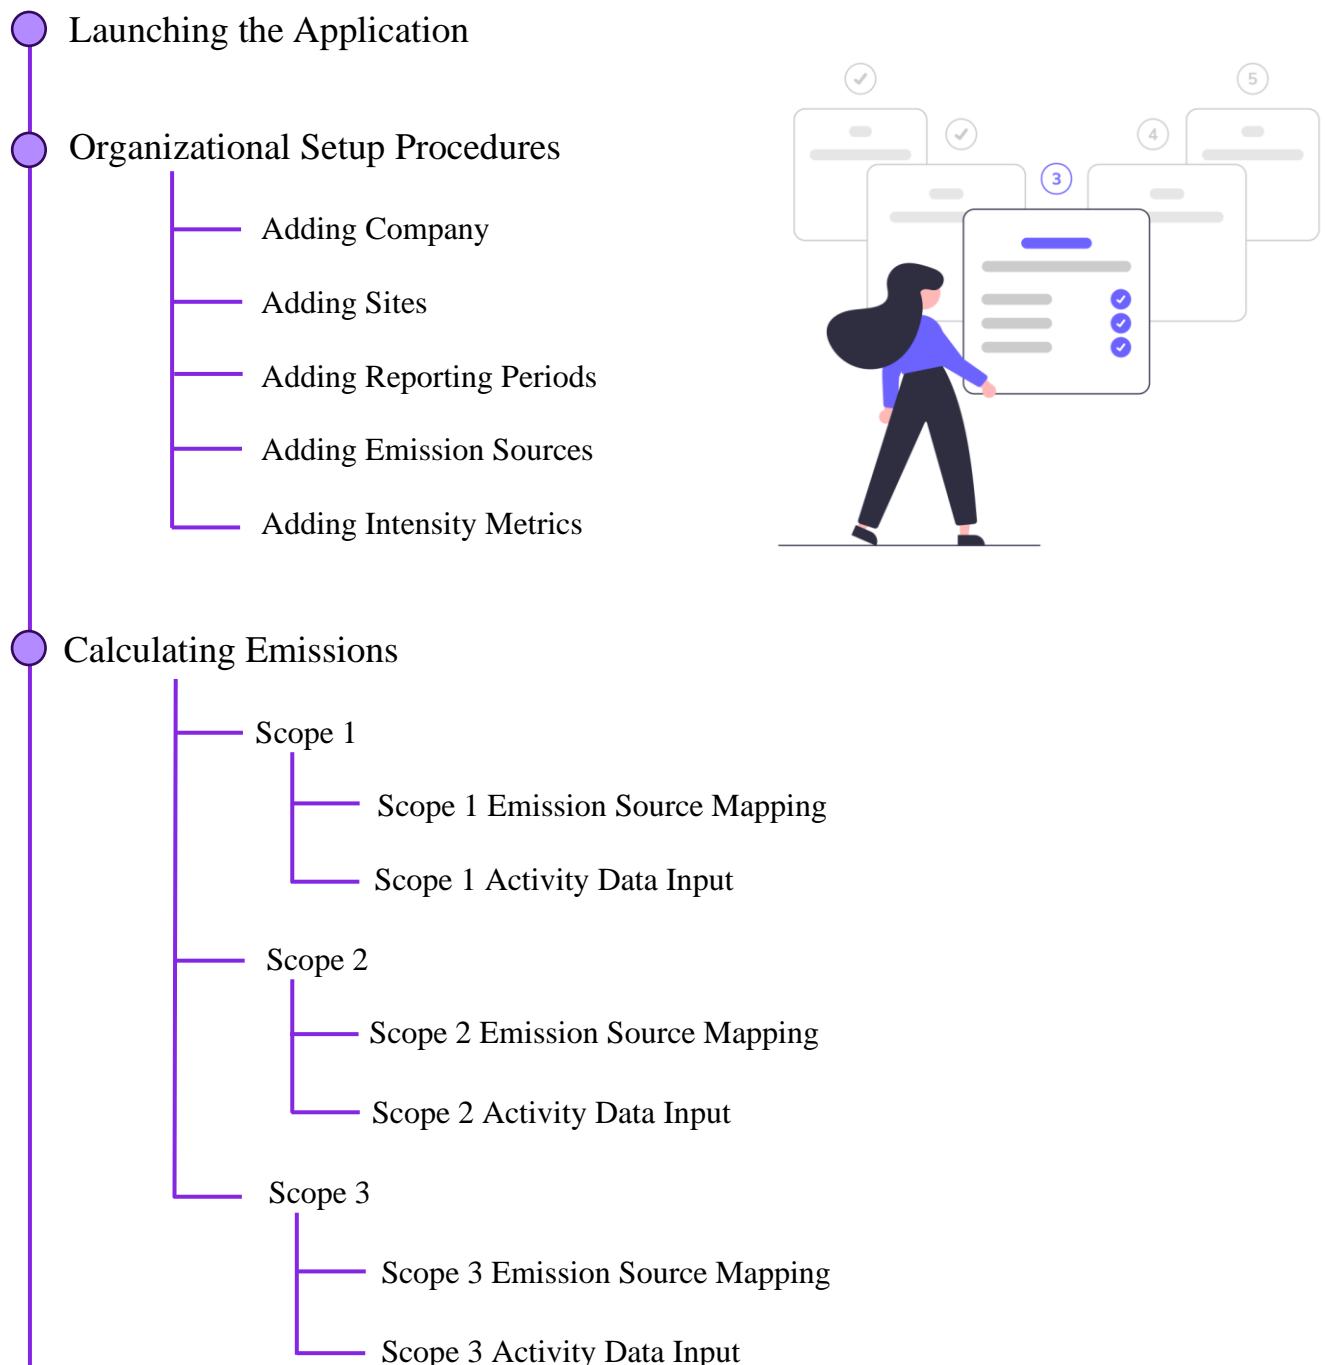 Launching the Application
5
Organizational Setup Procedures
4
3
Adding Company
Adding Sites
Adding Reporting Periods
Adding Emission Sources
Adding Intensity Metrics
Calculating Emissions
Scope 1
Scope 1 Emission Source Mapping
Scope 1 Activity Data Input
Scope 2
Scope 2 Emission Source Mapping
Scope 2 Activity Data Input
Scope 3
Scope 3 Emission Source Mapping
Scope 3 Activity Data Input